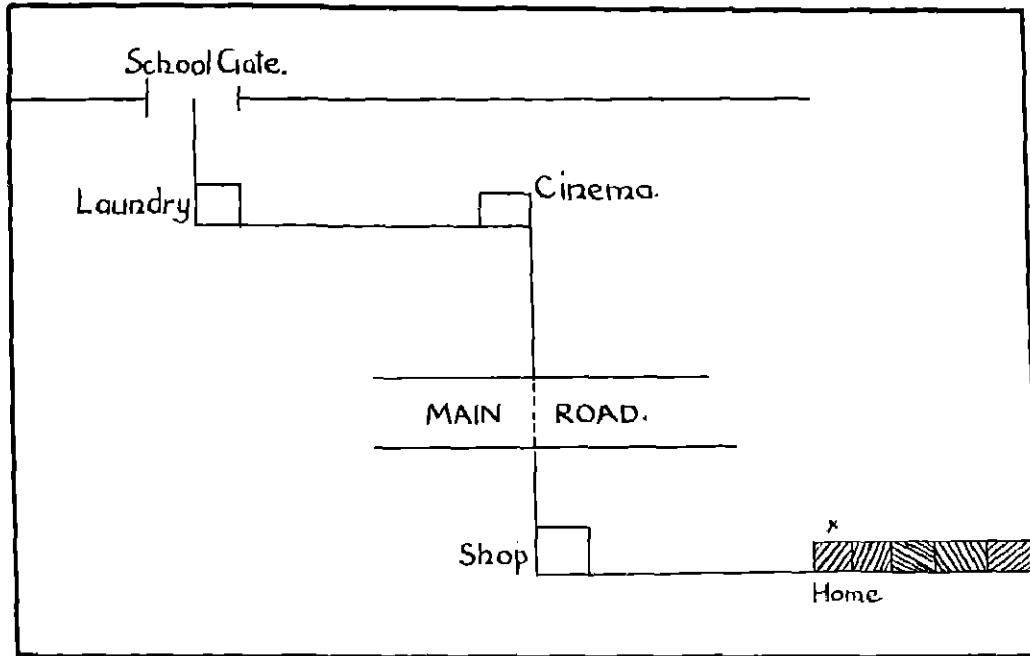 School Gate.
Laundry
Cinema.
MAIN ROAD.
Shop
x
Home